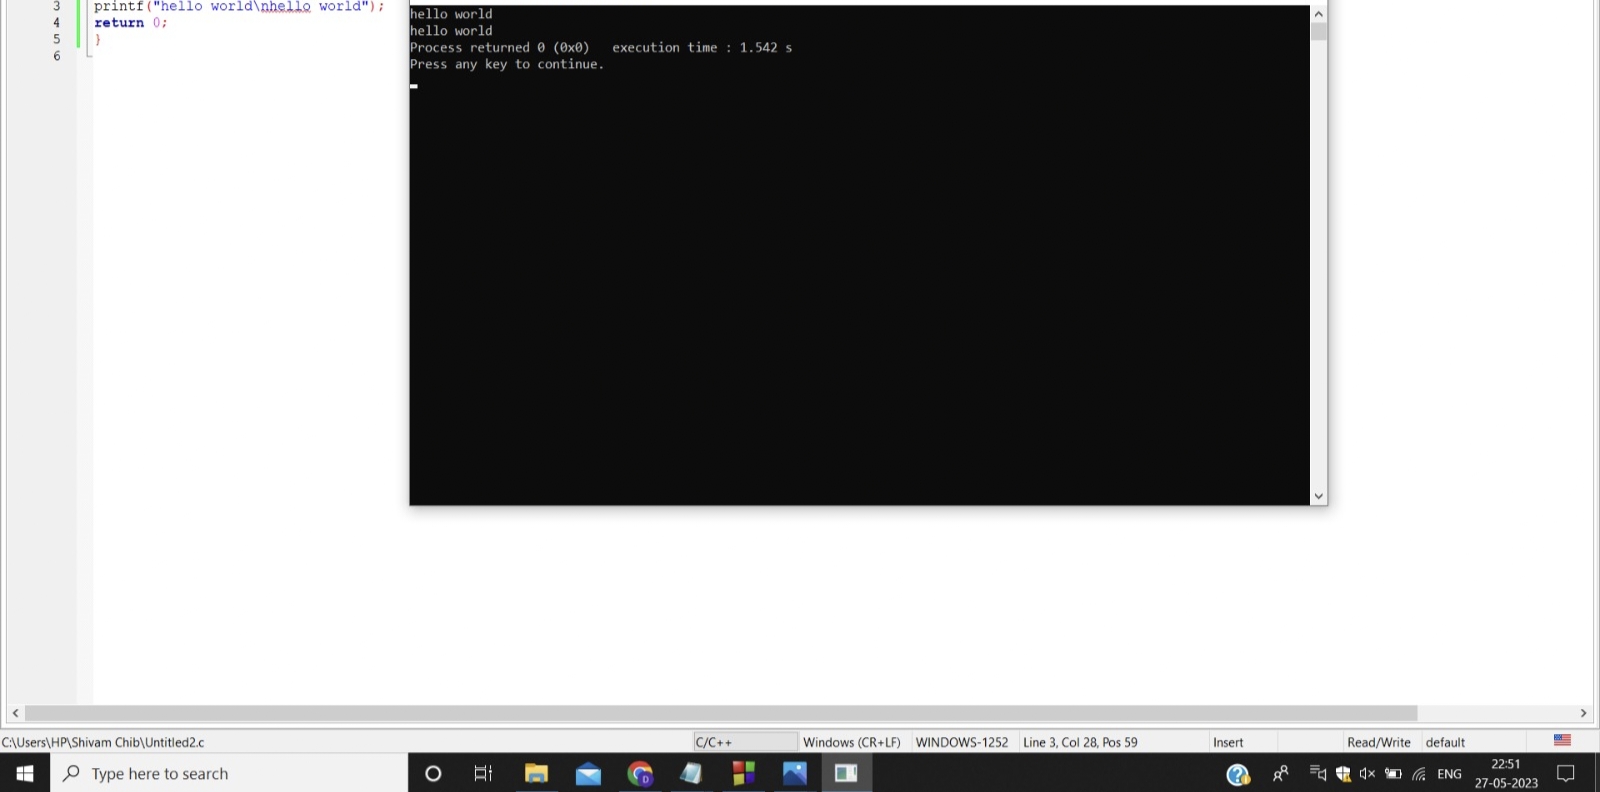 3 printf("hello world\nhello world");
4 return 0;
5 }
6
hello world
hello world
Process returned 0 (0x0)   execution time : 1.542 s
Press any key to continue.
C:\Users\HP\Shivam Chib\Untitled2.c C/C++ Windows (CR+LF) WINDOWS-1252 Line 3, Col 28, Pos 59 Insert Read/Write default
Type here to search
ENG
22:51
27-05-2023